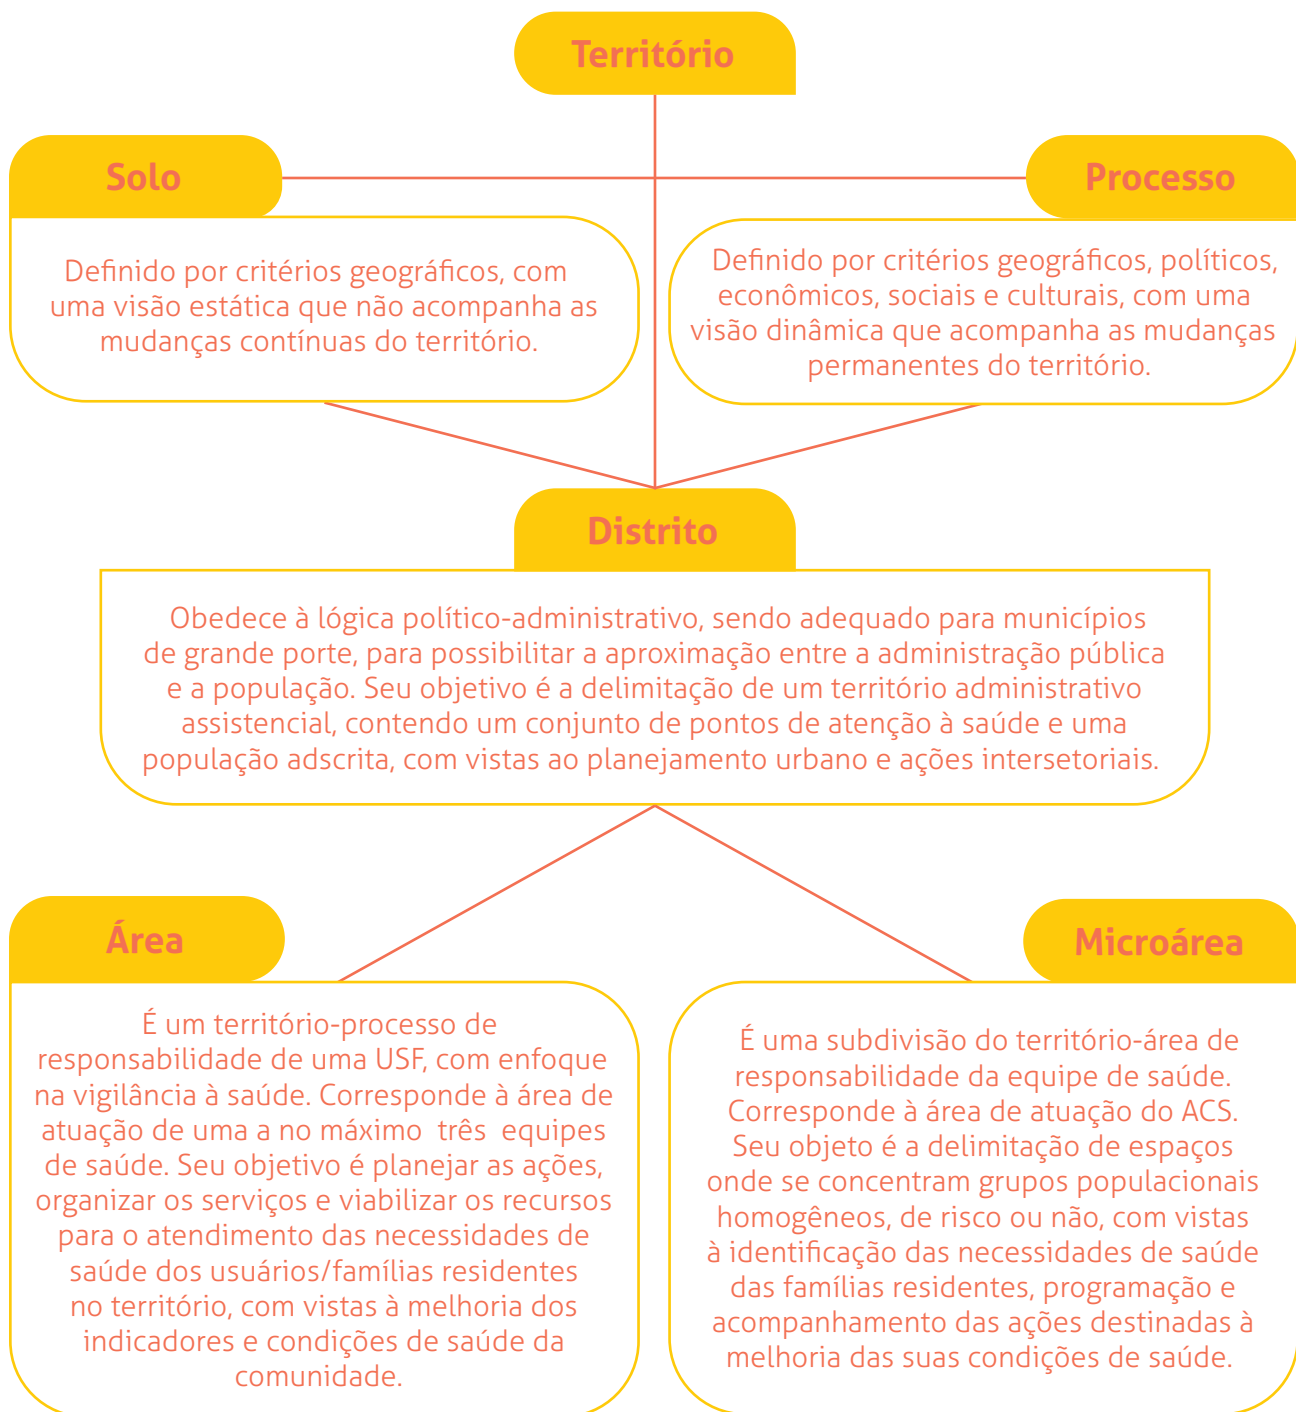 Território
Solo
Definido por critérios geográficos, com
uma visão estática que não acompanha as
mudanças contínuas do território.
Processo
Definido por critérios geográficos, políticos,
econômicos, sociais e culturais, com uma
visão dinâmica que acompanha as mudanças
permanentes do território.
Distrito
Obedece à lógica político-administrativo, sendo adequado para municípios
de grande porte, para possibilitar a aproximação entre a administração pública
e a população. Seu objetivo é a delimitação de um território administrativo
assistencial, contendo um conjunto de pontos de atenção à saúde e uma
população adscrita, com vistas ao planejamento urbano e ações intersetoriais.
Área
É um território-processo de
responsabilidade de uma USF, com enfoque
na vigilância à saúde. Corresponde à área de
atuação de uma a no máximo três equipes
de saúde. Seu objetivo é planejar as ações,
organizar os serviços e viabilizar os recursos
para o atendimento das necessidades de
saúde dos usuários/famílias residentes
no território, com vistas à melhoria dos
indicadores e condições de saúde da
comunidade.
Microárea
É uma subdivisão do território-área de
responsabilidade da equipe de saúde.
Corresponde à área de atuação do ACS.
Seu objeto é a delimitação de espaços
onde se concentram grupos populacionais
homogêneos, de risco ou não, com vistas
à identificação das necessidades de saúde
das famílias residentes, programação e
acompanhamento das ações destinadas à
melhoria das suas condições de saúde.